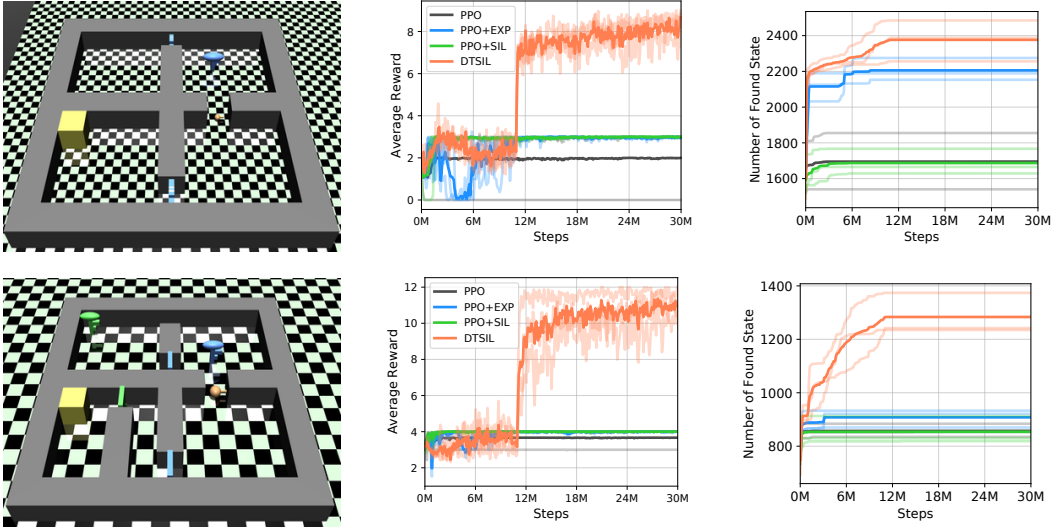 8
6
4
2
0
Average Reward
PPO
PPO+EXP
PPO+SIL
DTSIL
0M 6M 12M 18M 24M 30M
Steps
2400
2200
2000
1800
1600
Number of Found State
0M 6M 12M 18M 24M 30M
Steps
12
10
8
6
4
2
Average Reward
PPO
PPO+EXP
PPO+SIL
DTSIL
0M 6M 12M 18M 24M 30M
Steps
1400
1200
1000
800
Number of Found State
0M 6M 12M 18M 24M 30M
Steps